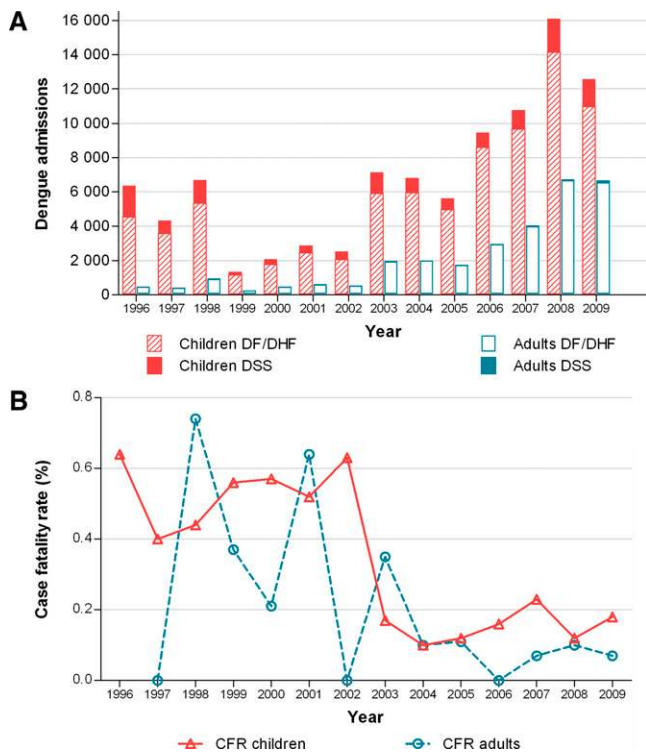 A
Dengue admissions
16 000
14 000
12 000
10 000
8 000
6 000
4 000
2 000
0
1996 1997 1998 1999 2000 2001 2002 2003 2004 2005 2006 2007 2008 2009
Year
Children DF/DHF Adults DF/DHF
Children DSS Adults DSS
B
Case fatality rate (%)
0.8
0.6
0.4
0.2
0.0
1996 1997 1998 1999 2000 2001 2002 2003 2004 2005 2006 2007 2008 2009
Year
CFR children CFR adults